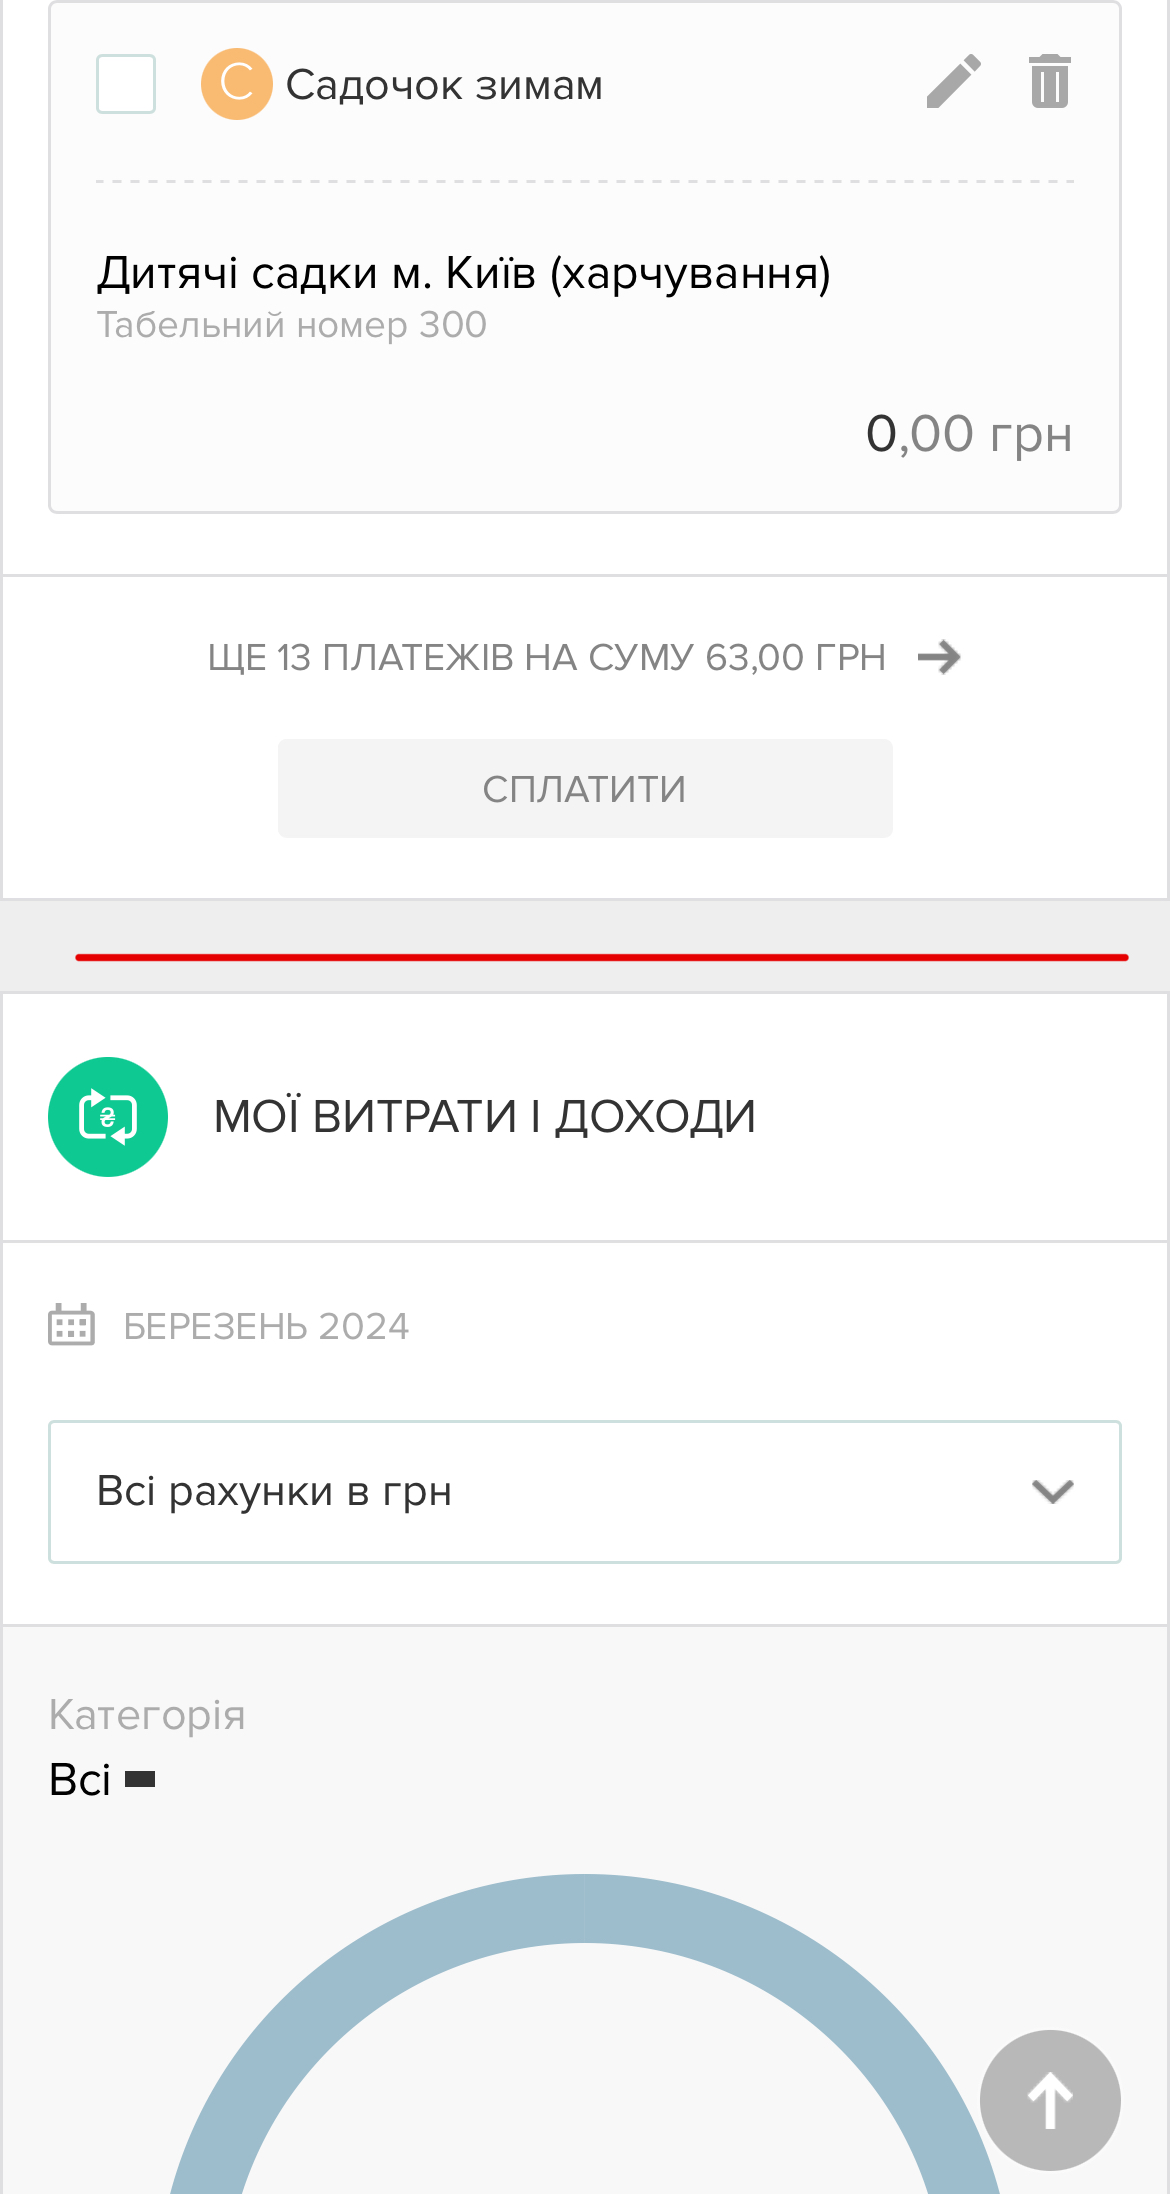 С Садочок зимам
Дитячі садки м. Київ (харчування)
Табельний номер 300
0,00 грн
ЩЕ 13 ПЛАТЕЖІВ НА СУМУ 63,00 ГРН
СПЛАТИТИ
₴ МОЇ ВИТРАТИ І ДОХОДИ
БЕРЕЗЕНЬ 2024
Всі рахунки в грн
Категорія
Всі